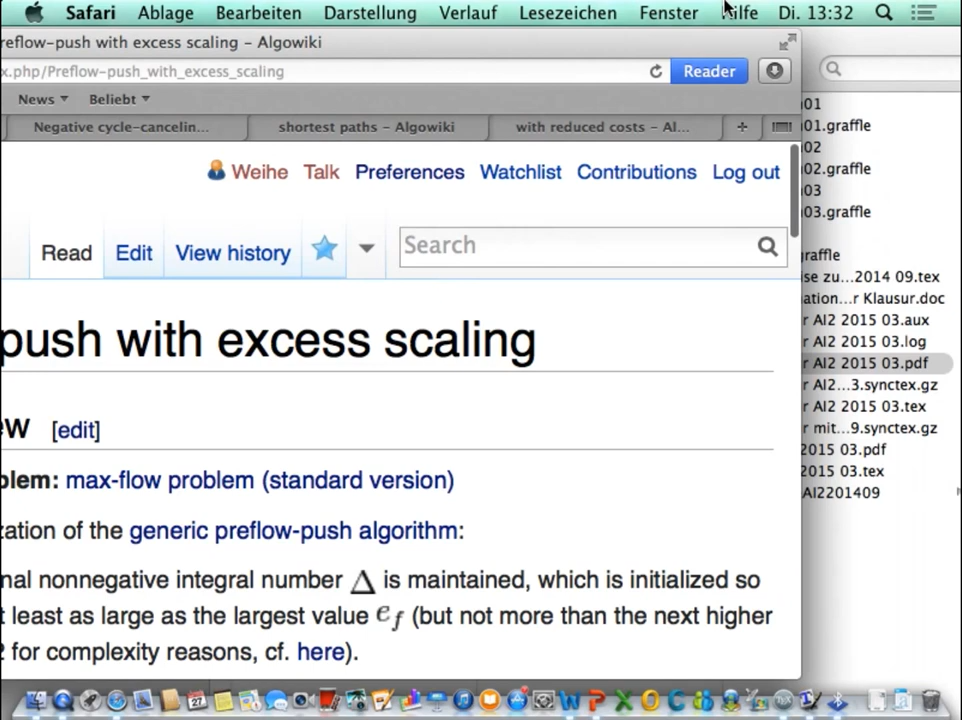 Safari Ablage Bearbeiten Darstellung Verlauf Lesezeichen Fenster Hilfe Di. 13:32
reflow-push with excess scaling – Algowiki
x.php/Preflow-push_with_excess_scaling Reader
News Beliebt
Negative cycle-cancelin... shortest paths – Algowiki with reduced costs – Al... +
Weihe Talk Preferences Watchlist Contributions Log out
Read Edit View history Search
push with excess scaling
ew [edit]
blem: max-flow problem (standard version)
zation of the generic preflow-push algorithm:
nal nonnegative integral number Δ is maintained, which is initialized so
t least as large as the largest value e_f (but not more than the next higher
2 for complexity reasons, cf. here).
01
01.graffle
02
02.graffle
03
03.graffle
graffle
ise zu...2014 09.tex
nation...r Klausur.doc
r AI2 2015 03.aux
r AI2 2015 03.log
r AI2 2015 03.pdf
r AI2...3.synctex.gz
r AI2 2015 03.tex
r mit...9.synctex.gz
2015 03.pdf
2015 03.tex
AI2201409
27